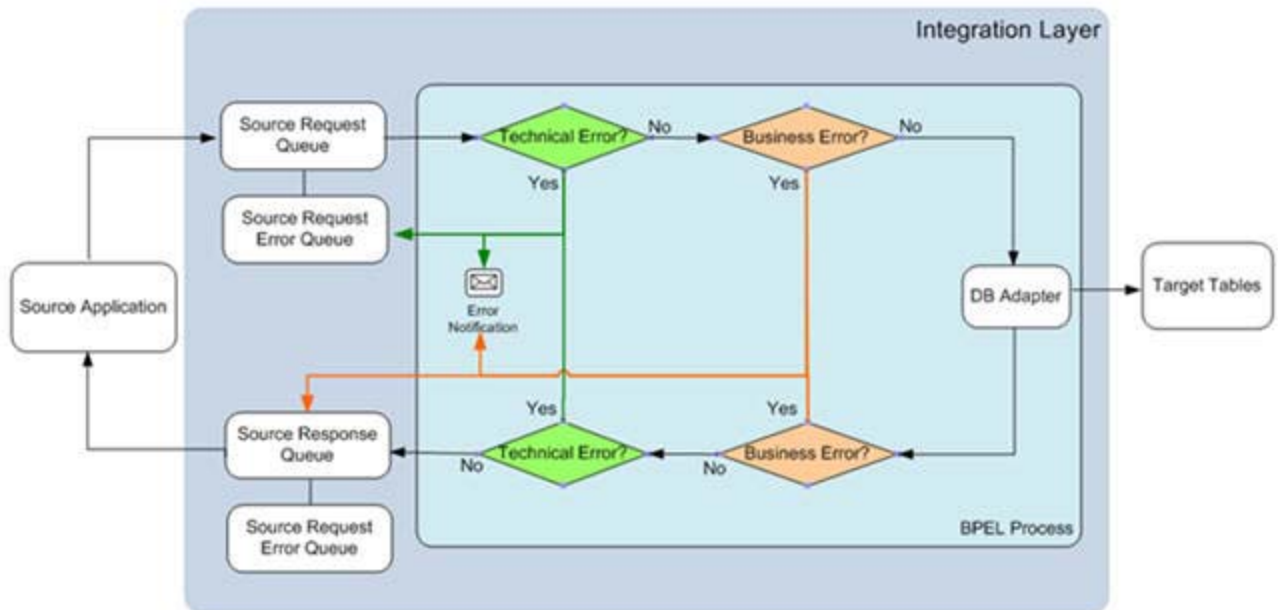 Integration Layer
Source Request
Queue
Technical Error?
No
Business Error?
No
Yes
Yes
Source Request
Error Queue
Source Application
Error
Notification
DB Adapter
Target Tables
Yes
Yes
Source Response
Queue
No
Technical Error?
No
Business Error?
Source Request
Error Queue
BPEL Process